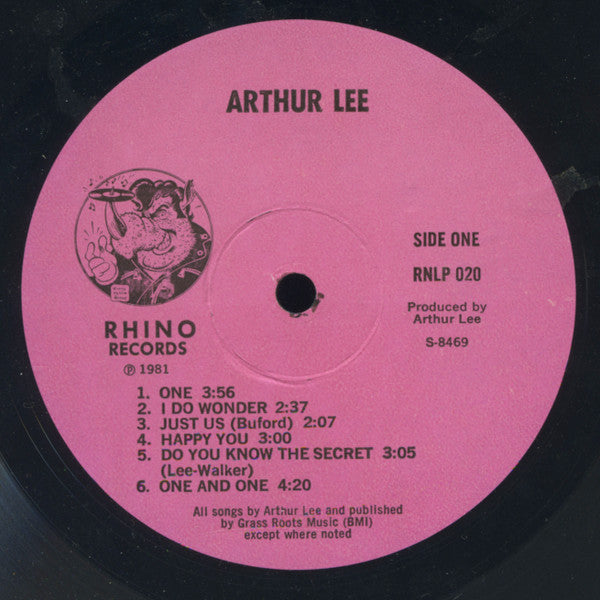 ARTHUR LEE
SIDE ONE
RNLP 020
Produced by
Arthur Lee
S-8469
RHINO
RECORDS
℗ 1981
1. ONE 3:56
2. I DO WONDER 2:37
3. JUST US (Buford) 2:07
4. HAPPY YOU 3:00
5. DO YOU KNOW THE SECRET 3:05
(Lee-Walker)
6. ONE AND ONE 4:20
All songs by Arthur Lee and published
by Grass Roots Music (BMI)
except where noted